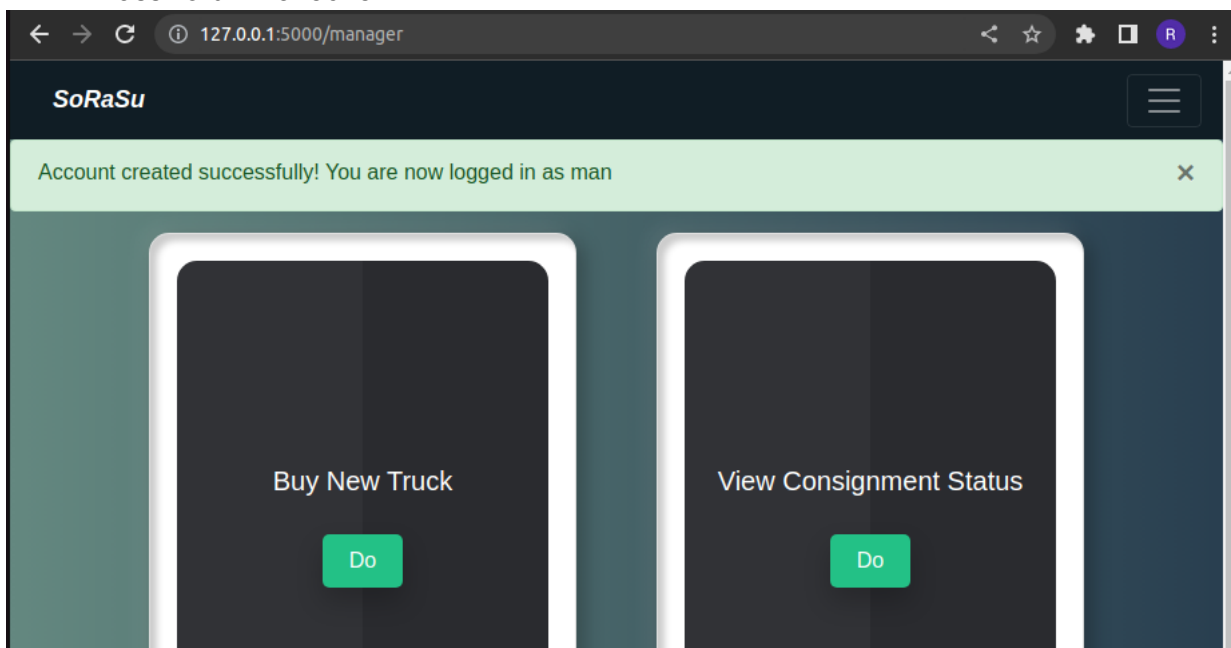 127.0.0.1:5000/manager
R
SoRaSu
Account created successfully! You are now logged in as man
×
Buy New Truck
View Consignment Status
Do
Do